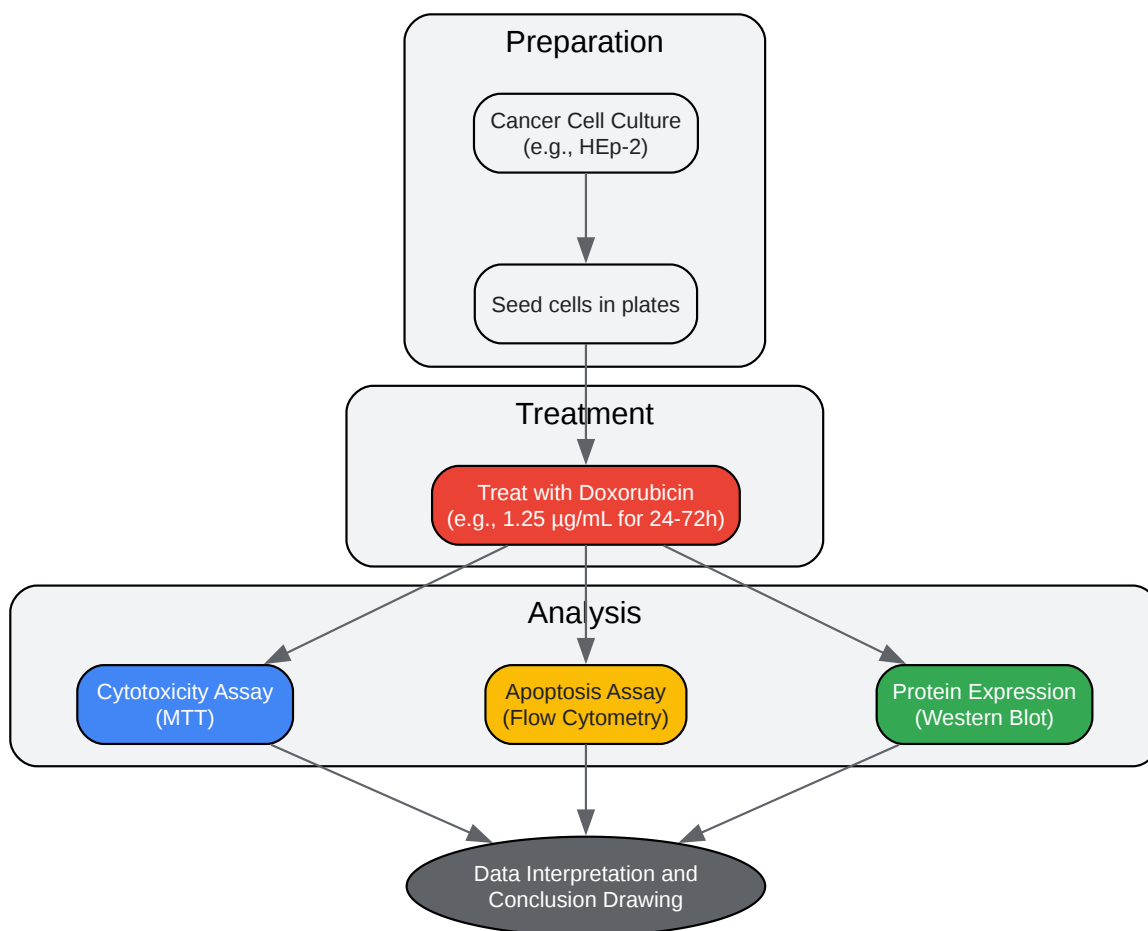 Preparation
Cancer Cell Culture
(e.g., HEp-2)
Seed cells in plates
Treatment
Treat with Doxorubicin
(e.g., 1.25 µg/mL for 24-72h)
Analysis
Cytotoxicity Assay
(MTT)
Apoptosis Assay
(Flow Cytometry)
Protein Expression
(Western Blot)
Data Interpretation and
Conclusion Drawing